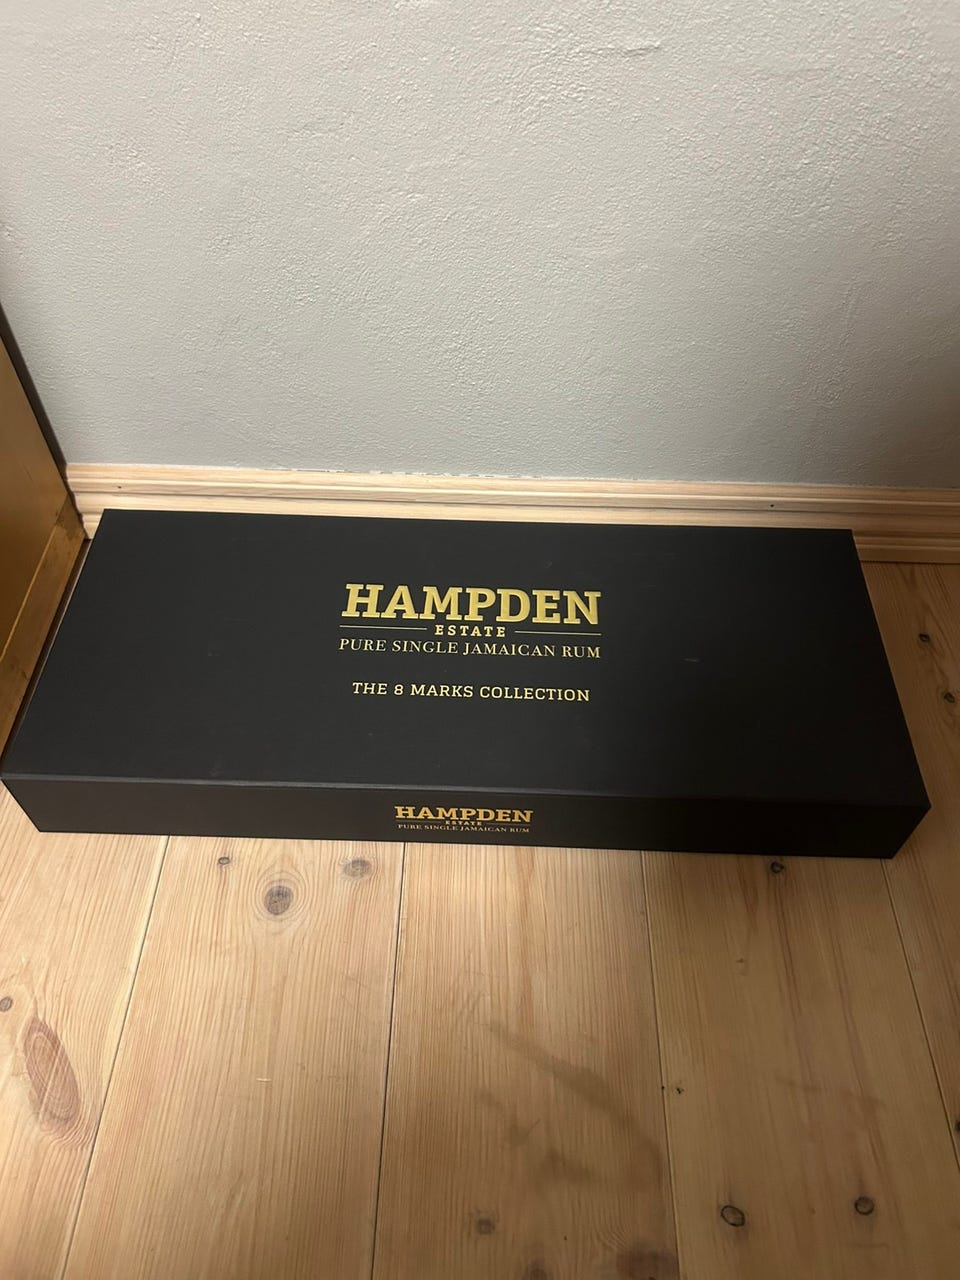 HAMPDEN
ESTATE
PURE SINGLE JAMAICAN RUM
THE 8 MARKS COLLECTION
HAMPDEN
ESTATE
PURE SINGLE JAMAICAN RUM